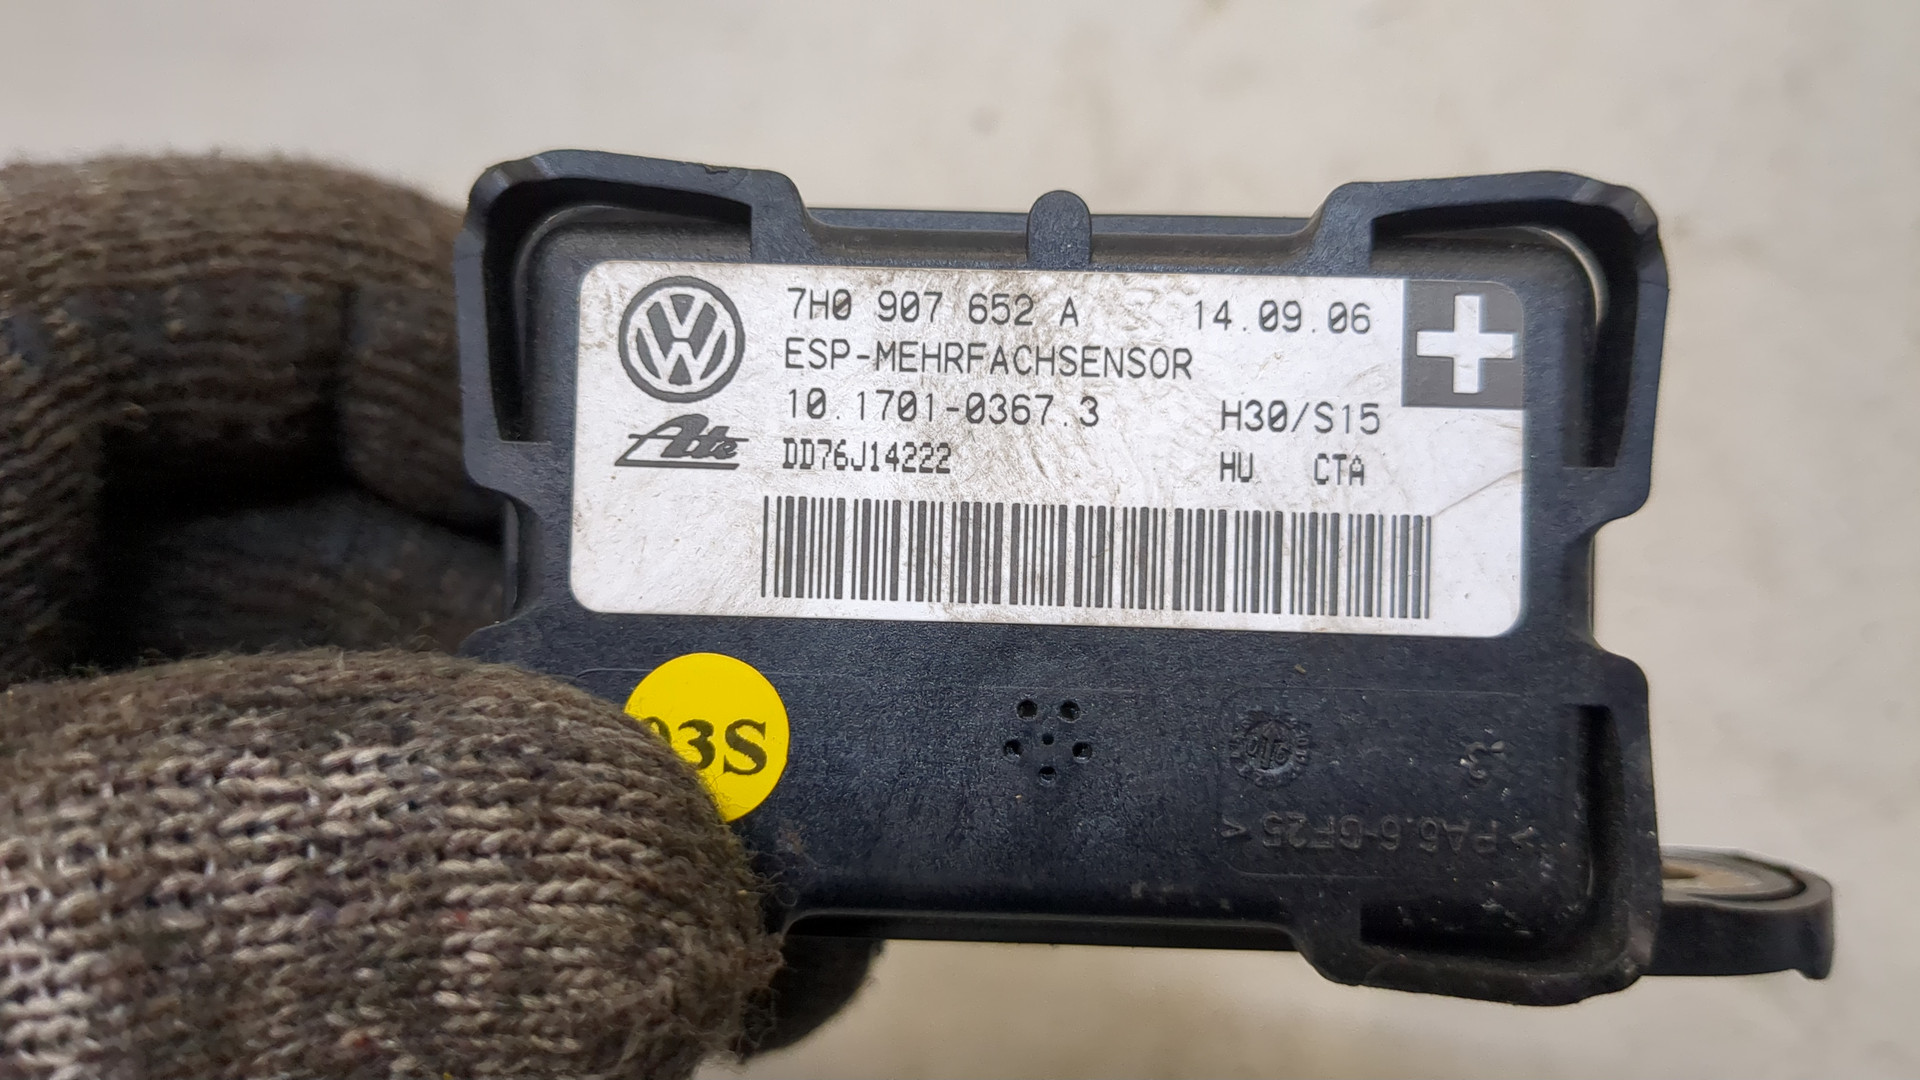 7H0 907 652 A 14.09.06
ESP-MEHRFACHSENSOR
10.1701-0367.3 H30/S15
Ate DD76J14222 HU CTA
03S
>PA6.6-GF25<